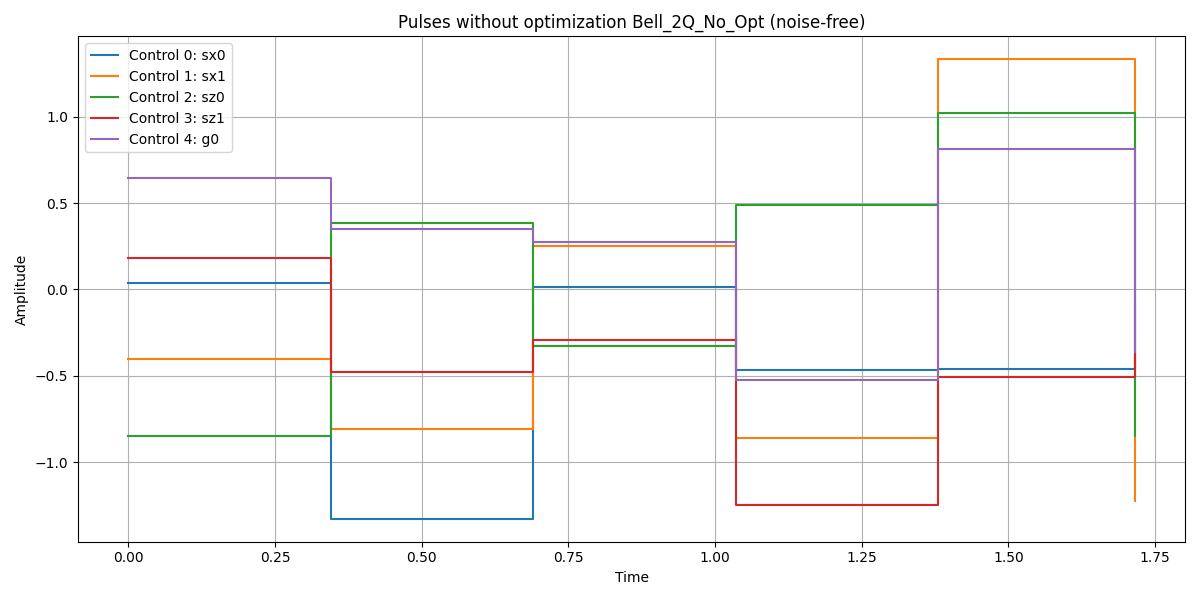 Pulses without optimization Bell_2Q_No_Opt (noise-free)
Control 0: sx0
Control 1: sx1
Control 2: sz0
Control 3: sz1
Control 4: g0
1.0
0.5
0.0
−0.5
−1.0
Amplitude
0.00 0.25 0.50 0.75 1.00 1.25 1.50 1.75
Time